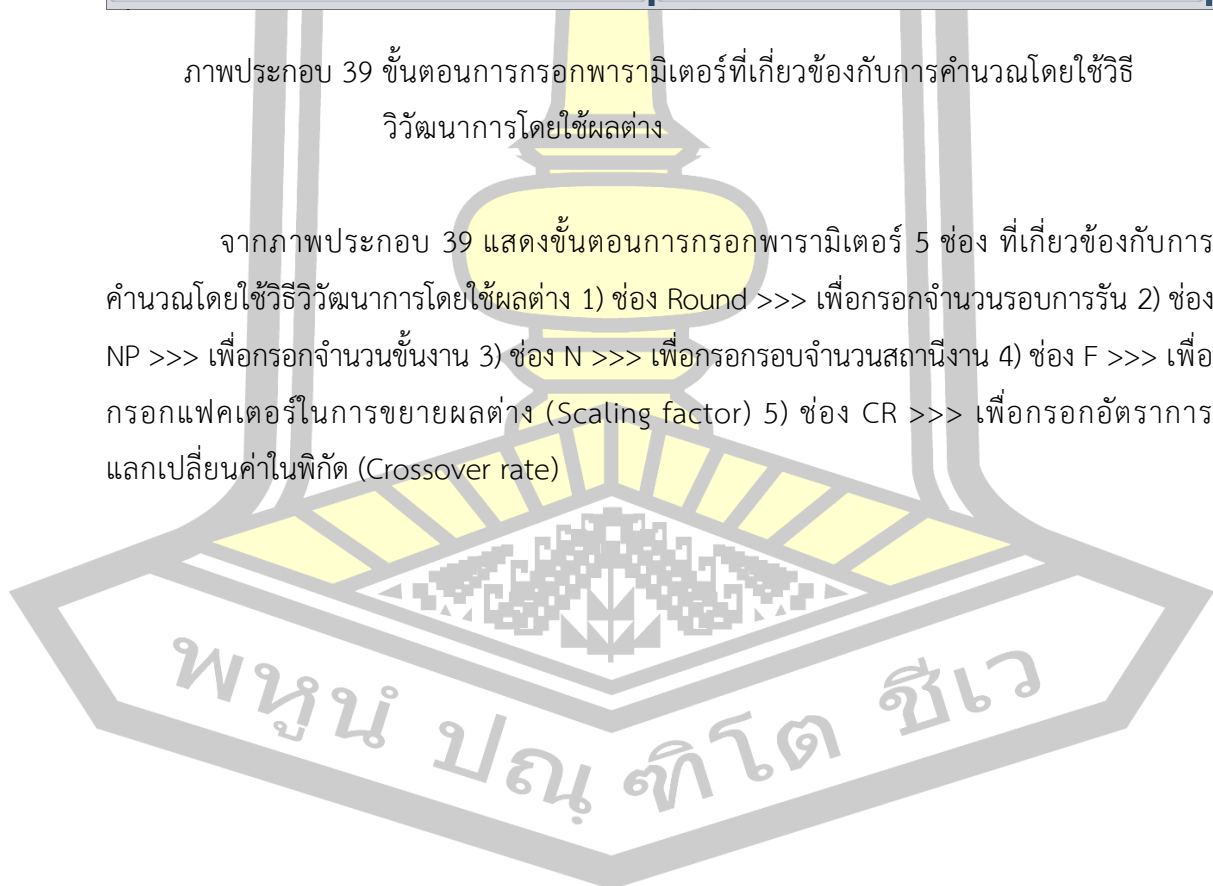 ภาพประกอบ 39 ขั้นตอนการกรอกพารามิเตอร์ที่เกี่ยวข้องกับการคำนวณโดยใช้วิธี
วิวัฒนาการโดยใช้ผลต่าง
จากภาพประกอบ 39 แสดงขั้นตอนการกรอกพารามิเตอร์ 5 ช่อง ที่เกี่ยวข้องกับการ
คำนวณโดยใช้วิธีวิวัฒนาการโดยใช้ผลต่าง 1) ช่อง Round >>> เพื่อกรอกจำนวนรอบการรัน 2) ช่อง
NP >>> เพื่อกรอกจำนวนขั้นงาน 3) ช่อง N >>> เพื่อกรอกรอบจำนวนสถานีงาน 4) ช่อง F >>> เพื่อ
กรอกแฟคเตอร์ในการขยายผลต่าง (Scaling factor) 5) ช่อง CR >>> เพื่อกรอกอัตราการ
แลกเปลี่ยนค่าในพิกัด (Crossover rate)
พหูนํ ปณฺฑิโต ชีเว